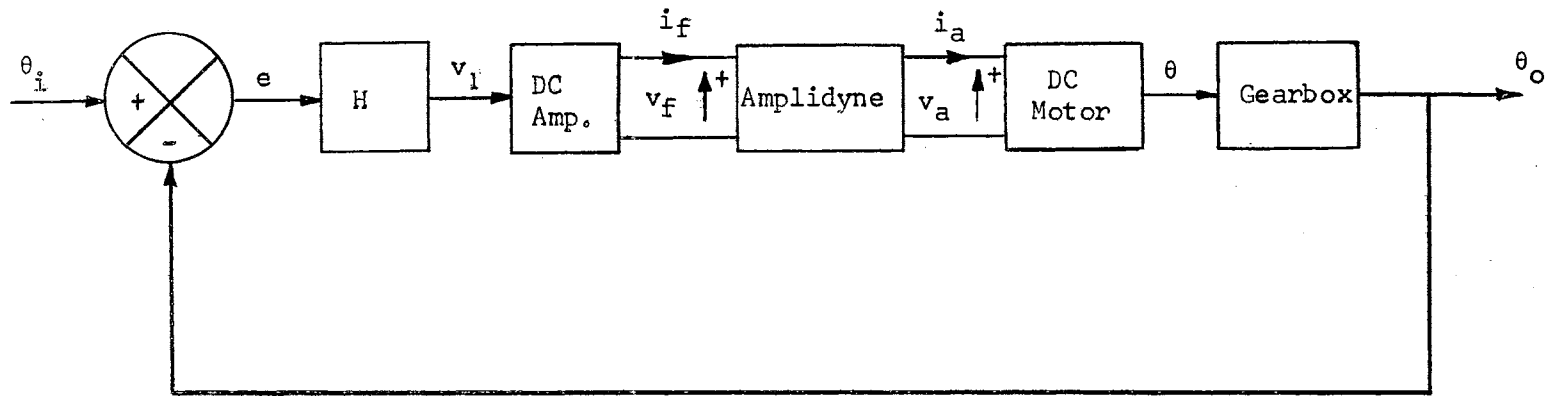 θi
+
-
e
H
v1
DC
Amp.
if
vf
+
Amplidyne
ia
va
+
DC
Motor
θ
Gearbox
θo